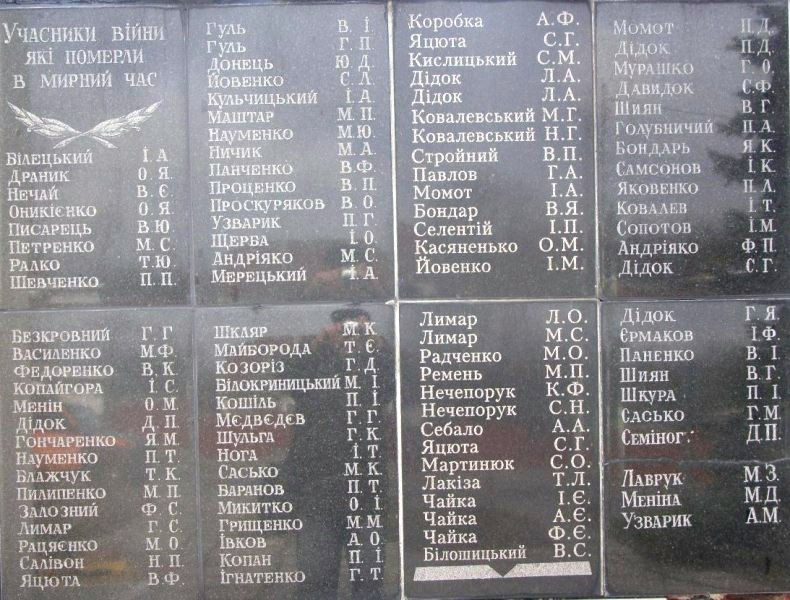 Учасники війни
які померли
в мирний час
Білецький І.А
Драник О.Я.
Нечай В.Є.
Оникієнко О.Я.
Писарець В.Ю
Петренко М.С.
Ралко Т.Ю
Шевченко П.П.
Гуль В.І
Гуль Г.П.
Донець Ю.Д.
Йовенко С.Л
Кульчицький І.А
Маштар М.П.
Науменко М.Ю.
Ничик М.А
Панченко В.Ф.
Проценко В.П
Проскуряков В.О.
Узварик П.Г
Щерба І.О
Андріяко М.С.
Мерецький І.А
Коробка А.Ф.
Яцюта С.Г.
Кислицький С.М.
Дідок Л.А.
Дідок Л.А.
Ковалевський М.Г.
Ковалевський Н.Г.
Стройний В.П.
Павлов Г.А.
Момот І.А.
Бондар В.Я.
Селентій І.П.
Касяненько О.М.
Йовенко І.М.
Момот П.Д.
Дідок П.Д.
Мурашко Г.О.
Давидок С.Ф.
Шиян В.Г
Голубничий П.А.
Бондарь Я.К
Самсонов І.К
Яковенко П.Л.
Ковалев І.Т
Сопотов І.М.
Андріяко Ф.П
Дідок С.Г.
Безкровний Г.Г
Василенко М.Ф.
Федоренко В.К.
Копайгора І.С
Менін О.М.
Дідок Д.П
Гончаренко Я.М
Науменко П.Т
Блажчук Т.К
Пилипенко М.П
Залозний Ф.С.
Лимар Г.С.
Рацяєнко М.О
Салівон Н.П
Яцюта В.Ф.
Шкляр М.К
Майборода Т.Є.
Козоріз Г.Д
Білокриницький М.І
Кошіль П.І
Мєдвєдєв Г.Г
Шульга Г.К
Нога І.Т
Сасько М.К
Баранов П.Т
Микитко О.І
Грищенко М.М
Івков А.О
Копан П.І
Ігнатенко Г.Т
Лимар Л.О.
Лимар М.С.
Радченко М.О.
Ремень М.П.
Нечепорук К.Ф.
Нечепорук С.Н.
Себало А.А.
Яцюта С.Г.
Мартинюк С.О.
Лакіза Т.Л.
Чайка І.Є.
Чайка А.Є.
Чайка Ф.Є.
Білошицький В.С.
Дідок Г.Я.
Єрмаков І.Ф.
Паненко В.І
Шиян В.Г
Шкура П.І
Сасько Г.М
Семіног Д.П
Лаврук М.З.
Меніна М.Д
Узварик А.М